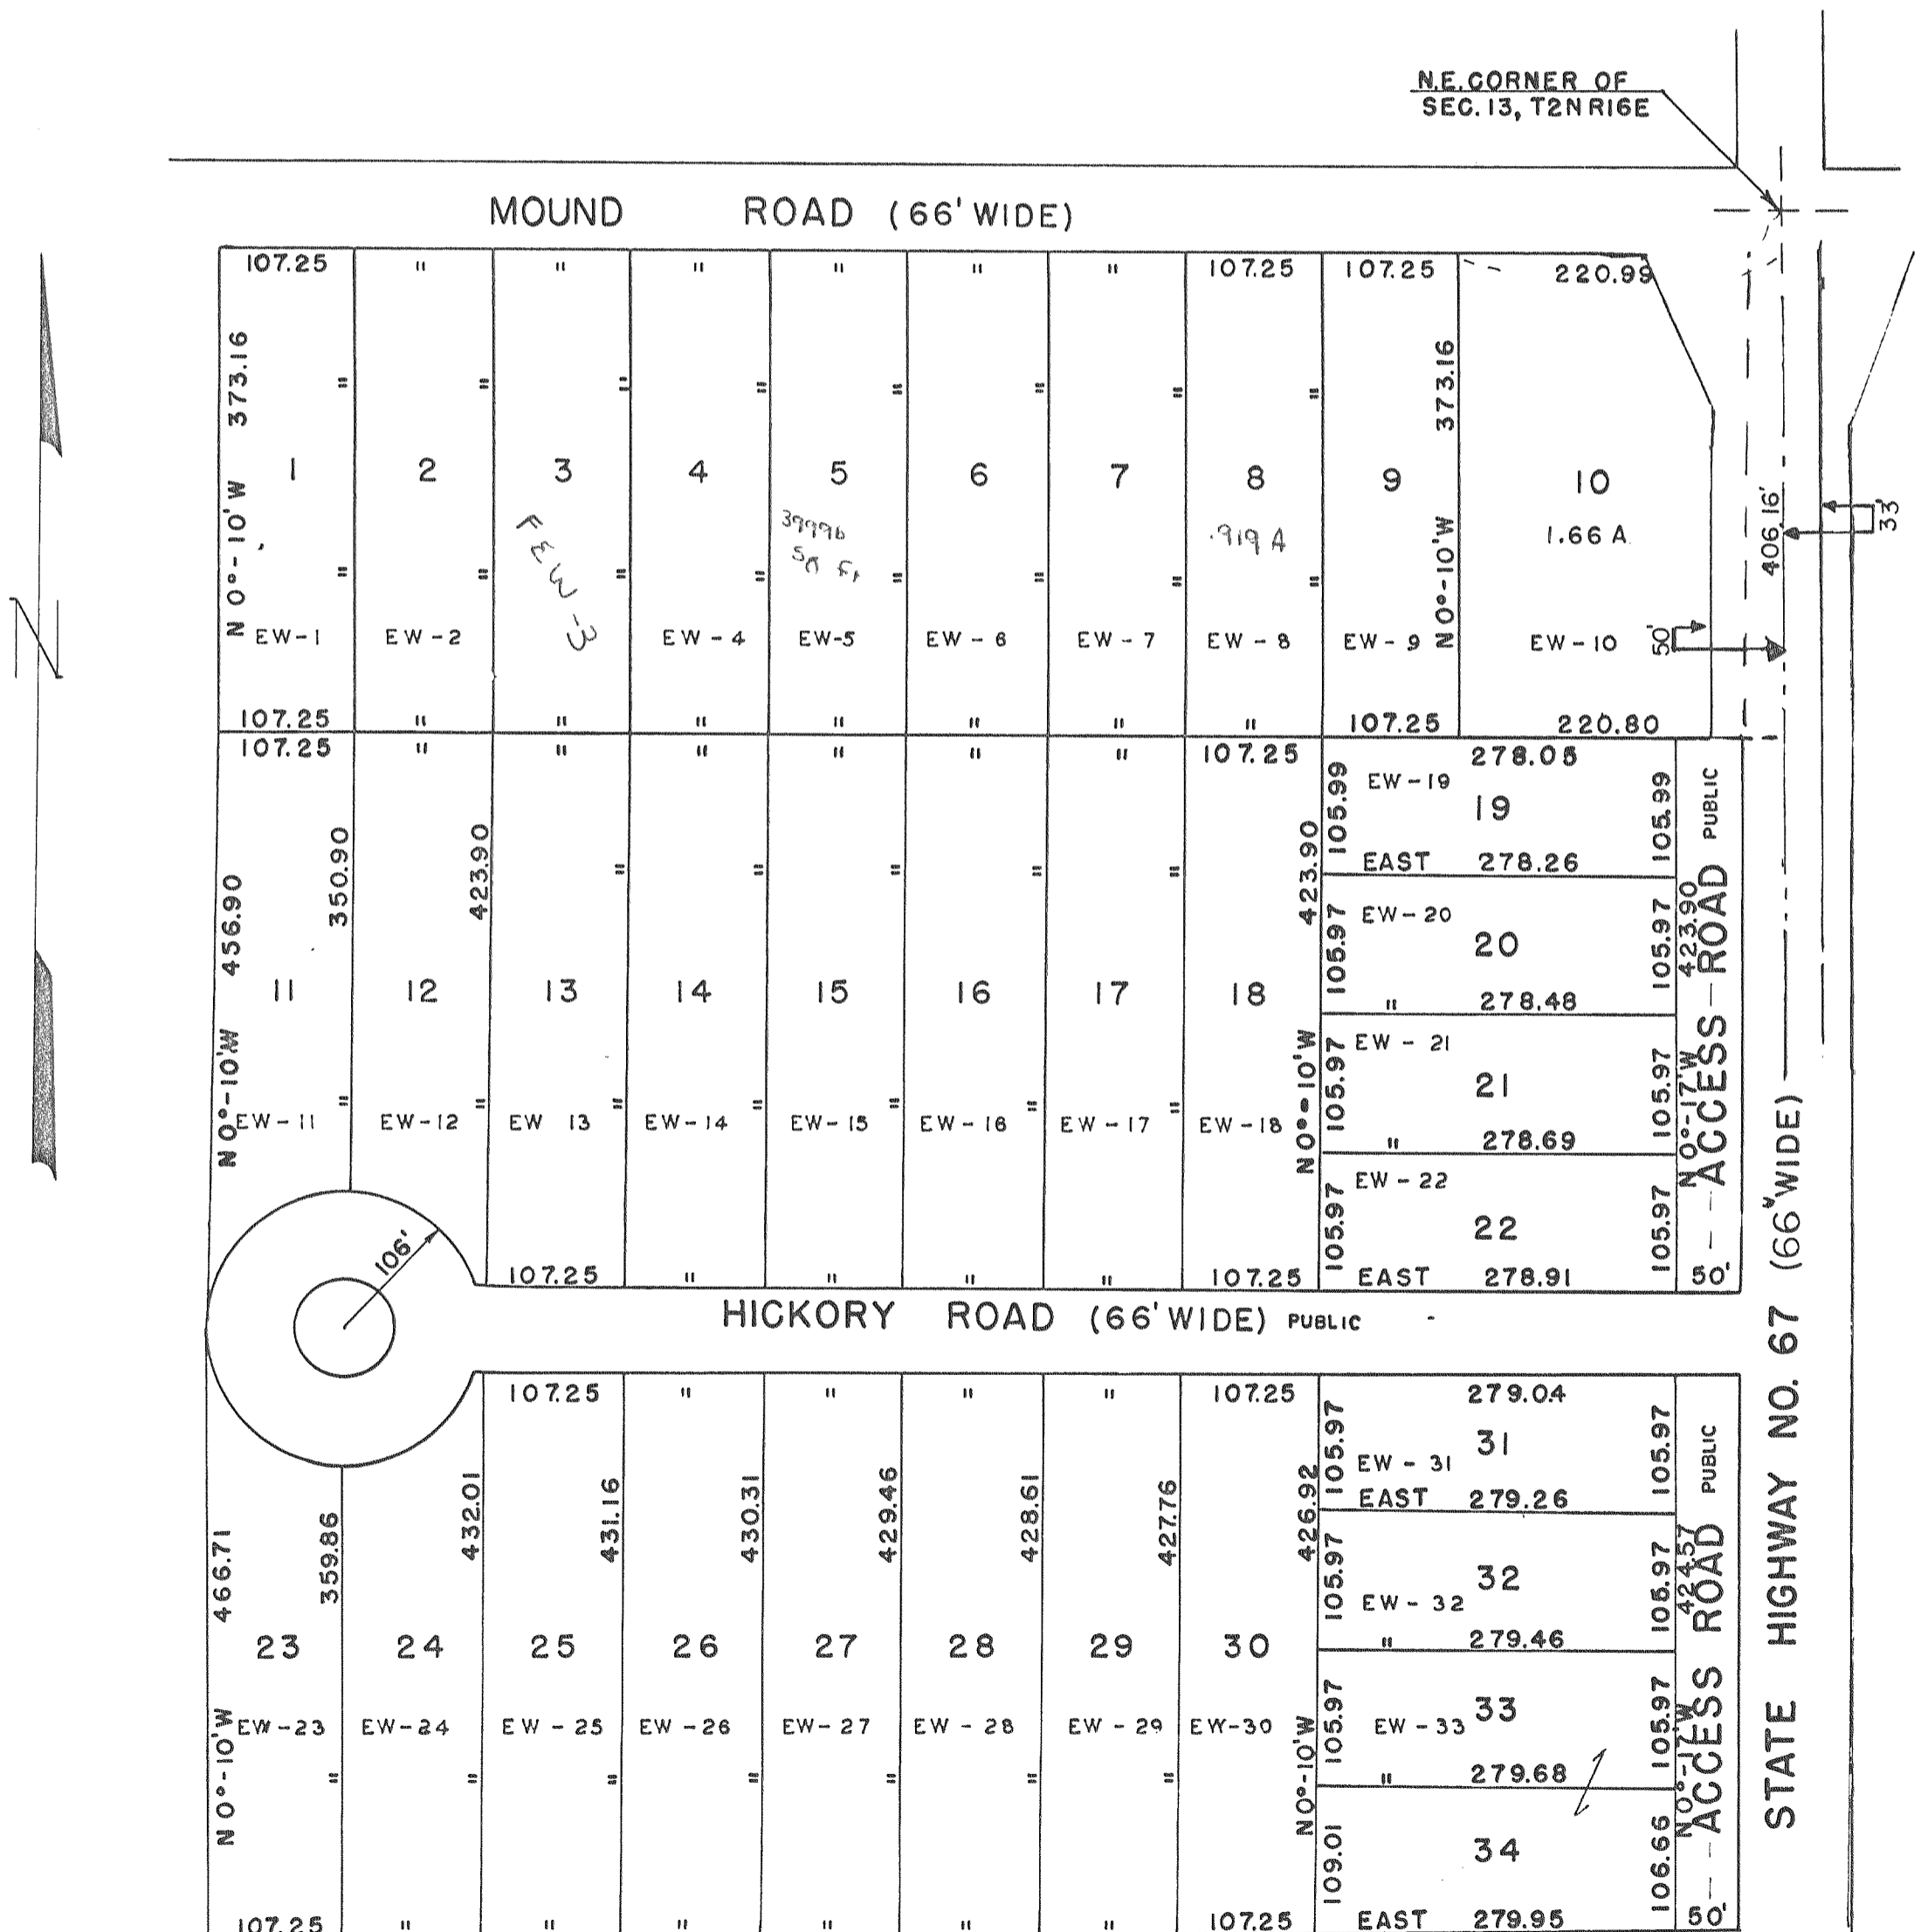 N.E. CORNER OF
SEC. 13, T2N R16E
MOUND ROAD (66' WIDE)
107.25 " " " " " " 107.25 107.25 220.99
373.16 " " " " " " " " 373.16
1 2 3 4 5 6 7 8 9 10
39996
SQ Ft
.919 A
1.66 A.
FEW-3
N 0°-10'W " " " " " " " " N 0°-10'W
406.16'
33'
50'
EW-1 EW-2 EW-4 EW-5 EW-6 EW-7 EW-8 EW-9 EW-10
107.25 " " " " " " " 107.25 220.80
N
107.25 " " " " " " 107.25
456.90 350.90 423.90 " " " " 423.90
11 12 13 14 15 16 17 18
N 0°-10'W " " " " " " " N 0°-10'W
EW-11 EW-12 EW 13 EW-14 EW-15 EW-16 EW-17 EW-18
107.25 " " " " 107.25
106'
278.05
105.99 EW-19 105.99
19
EAST 278.26
105.97 EW-20 105.97
20
" 278.48
105.97 EW - 21 105.97
21
" 278.69
105.97 EW - 22 105.97
22
EAST 278.91
PUBLIC
ACCESS ROAD
423.90
N 0°-17'W
50'
HICKORY ROAD (66' WIDE) PUBLIC
107.25 " " " " 107.25
466.71 359.86 432.01 431.16 430.31 429.46 428.61 427.76 426.92
23 24 25 26 27 28 29 30
EW-23 EW-24 EW-25 EW-26 EW-27 EW-28 EW-29 EW-30
N 0°-10'W " " " " " " " N 0°-10'W
107.25 " " " " " " 107.25
279.04
105.97 31 105.97
EW - 31
EAST 279.26
105.97 32 105.97
EW - 32
" 279.46
105.97 33 105.97
EW - 33
" 279.68
109.01 34 106.66
EAST 279.95
PUBLIC
ACCESS ROAD
424.57
N 0°-17'W
50'
STATE HIGHWAY NO. 67 (66' WIDE)